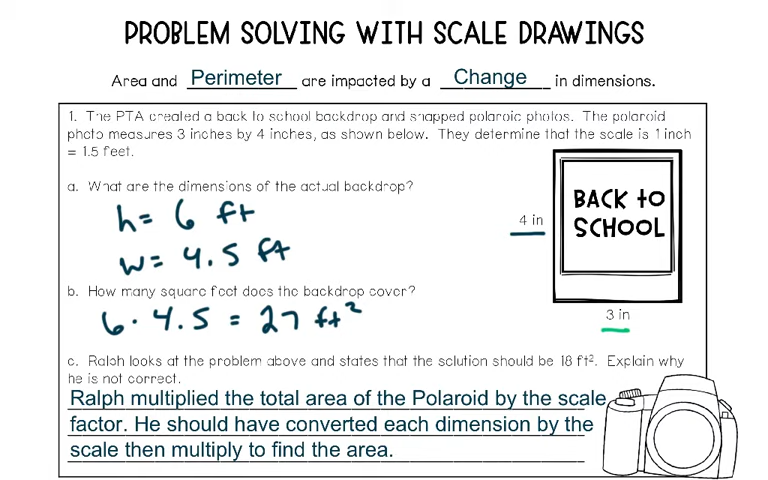 PROBLEM SOLVING WITH SCALE DRAWINGS
Area and Perimeter are impacted by a Change in dimensions.
1. The PTA created a back to school backdrop and snapped polaroid photos. The polaroid
photo measures 3 inches by 4 inches, as shown below. They determine that the scale is 1 inch
= 1.5 feet.
a. What are the dimensions of the actual backdrop?
h= 6 ft
w= 4.5 ft
4 in
BACK to
SCHOOL
3 in
b. How many square feet does the backdrop cover?
6 · 4.5 = 27 ft²
c. Ralph looks at the problem above and states that the solution should be 18 ft². Explain why
he is not correct.
Ralph multiplied the total area of the Polaroid by the scale
factor. He should have converted each dimension by the
scale then multiply to find the area.